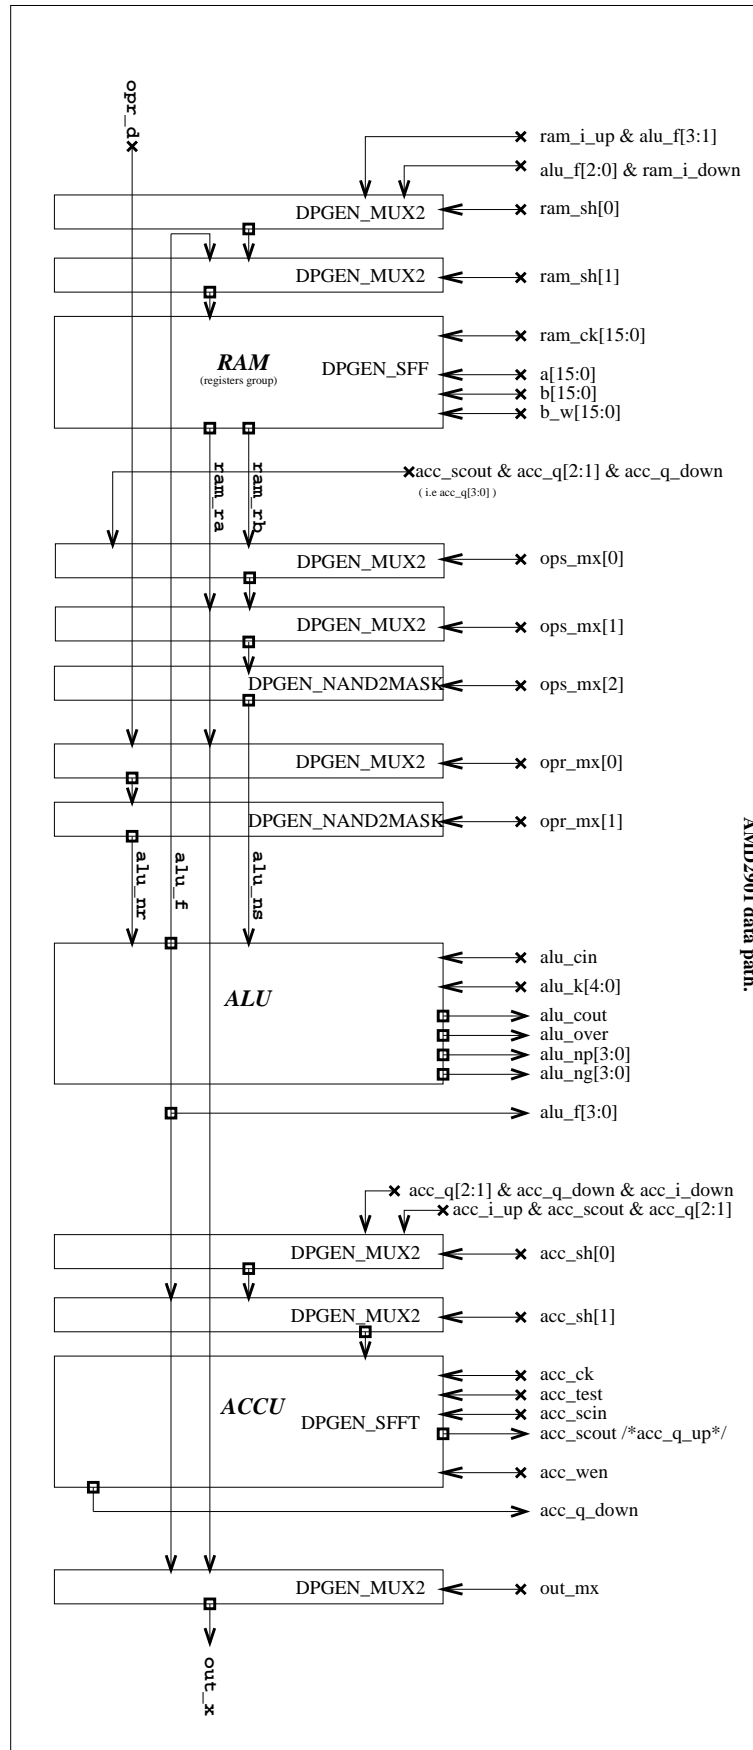 opr_d
ram_i_up & alu_f[3:1]
alu_f[2:0] & ram_i_down
DPGEN_MUX2
ram_sh[0]
DPGEN_MUX2
ram_sh[1]
ram_ck[15:0]
RAM
DPGEN_SFF
(registers group)
a[15:0]
b[15:0]
b_w[15:0]
ram_ra
ram_rb
acc_scout & acc_q[2:1] & acc_q_down
( i.e acc_q[3:0] )
DPGEN_MUX2
ops_mx[0]
DPGEN_MUX2
ops_mx[1]
DPGEN_NAND2MASK
ops_mx[2]
DPGEN_MUX2
opr_mx[0]
DPGEN_NAND2MASK
opr_mx[1]
AMD2901 data path.
alu_nr
alu_f
alu_ns
alu_cin
ALU
alu_k[4:0]
alu_cout
alu_over
alu_np[3:0]
alu_ng[3:0]
alu_f[3:0]
acc_q[2:1] & acc_q_down & acc_i_down
acc_i_up & acc_scout & acc_q[2:1]
DPGEN_MUX2
acc_sh[0]
DPGEN_MUX2
acc_sh[1]
acc_ck
acc_test
ACCU
acc_scin
DPGEN_SFFT
acc_scout /*acc_q_up*/
acc_wen
acc_q_down
DPGEN_MUX2
out_mx
out_x